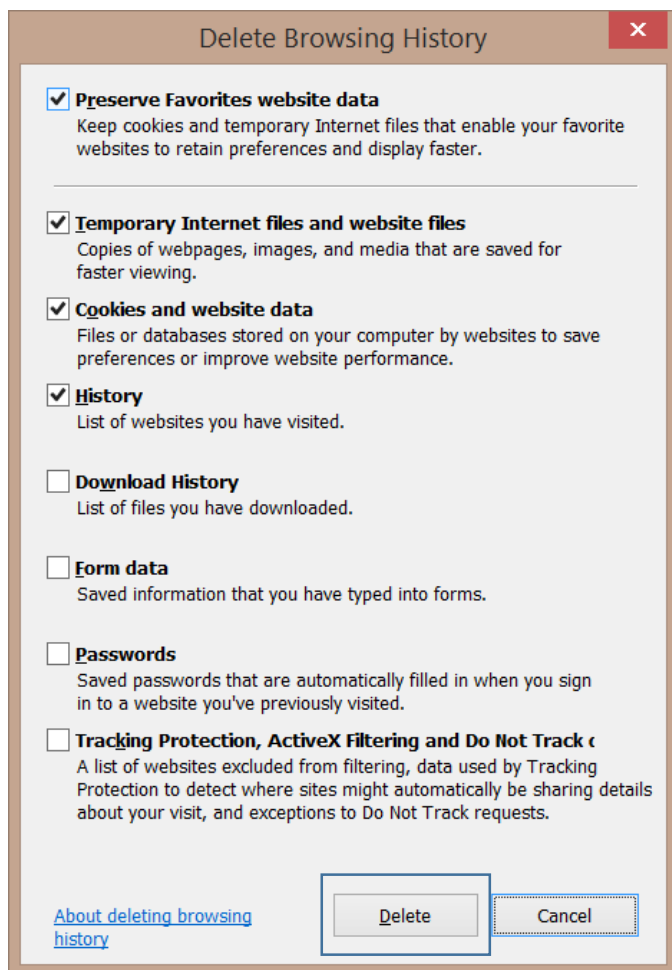 Delete Browsing History
Preserve Favorites website data
Keep cookies and temporary Internet files that enable your favorite
websites to retain preferences and display faster.
Temporary Internet files and website files
Copies of webpages, images, and media that are saved for
faster viewing.
Cookies and website data
Files or databases stored on your computer by websites to save
preferences or improve website performance.
History
List of websites you have visited.
Download History
List of files you have downloaded.
Form data
Saved information that you have typed into forms.
Passwords
Saved passwords that are automatically filled in when you sign
in to a website you've previously visited.
Tracking Protection, ActiveX Filtering and Do Not Track
A list of websites excluded from filtering, data used by Tracking
Protection to detect where sites might automatically be sharing details
about your visit, and exceptions to Do Not Track requests.
About deleting browsing
history
Delete
Cancel